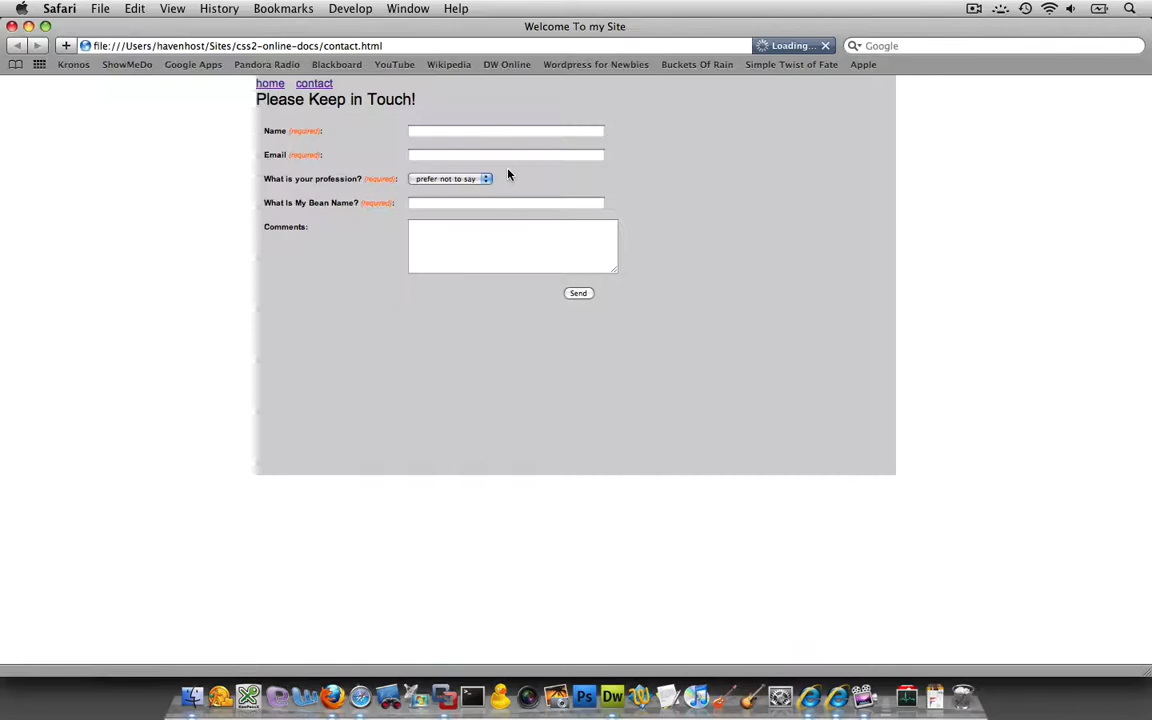 Safari File Edit View History Bookmarks Develop Window Help
Welcome To my Site
file:///Users/havenhost/Sites/css2-online-docs/contact.html Loading... Google
Kronos ShowMeDo Google Apps Pandora Radio Blackboard YouTube Wikipedia DW Online Wordpress for Newbies Buckets Of Rain Simple Twist of Fate Apple
home contact
Please Keep in Touch!
Name (required):
Email (required):
What is your profession? (required): prefer not to say
What Is My Bean Name? (required):
Comments:
Send
Ps Dw